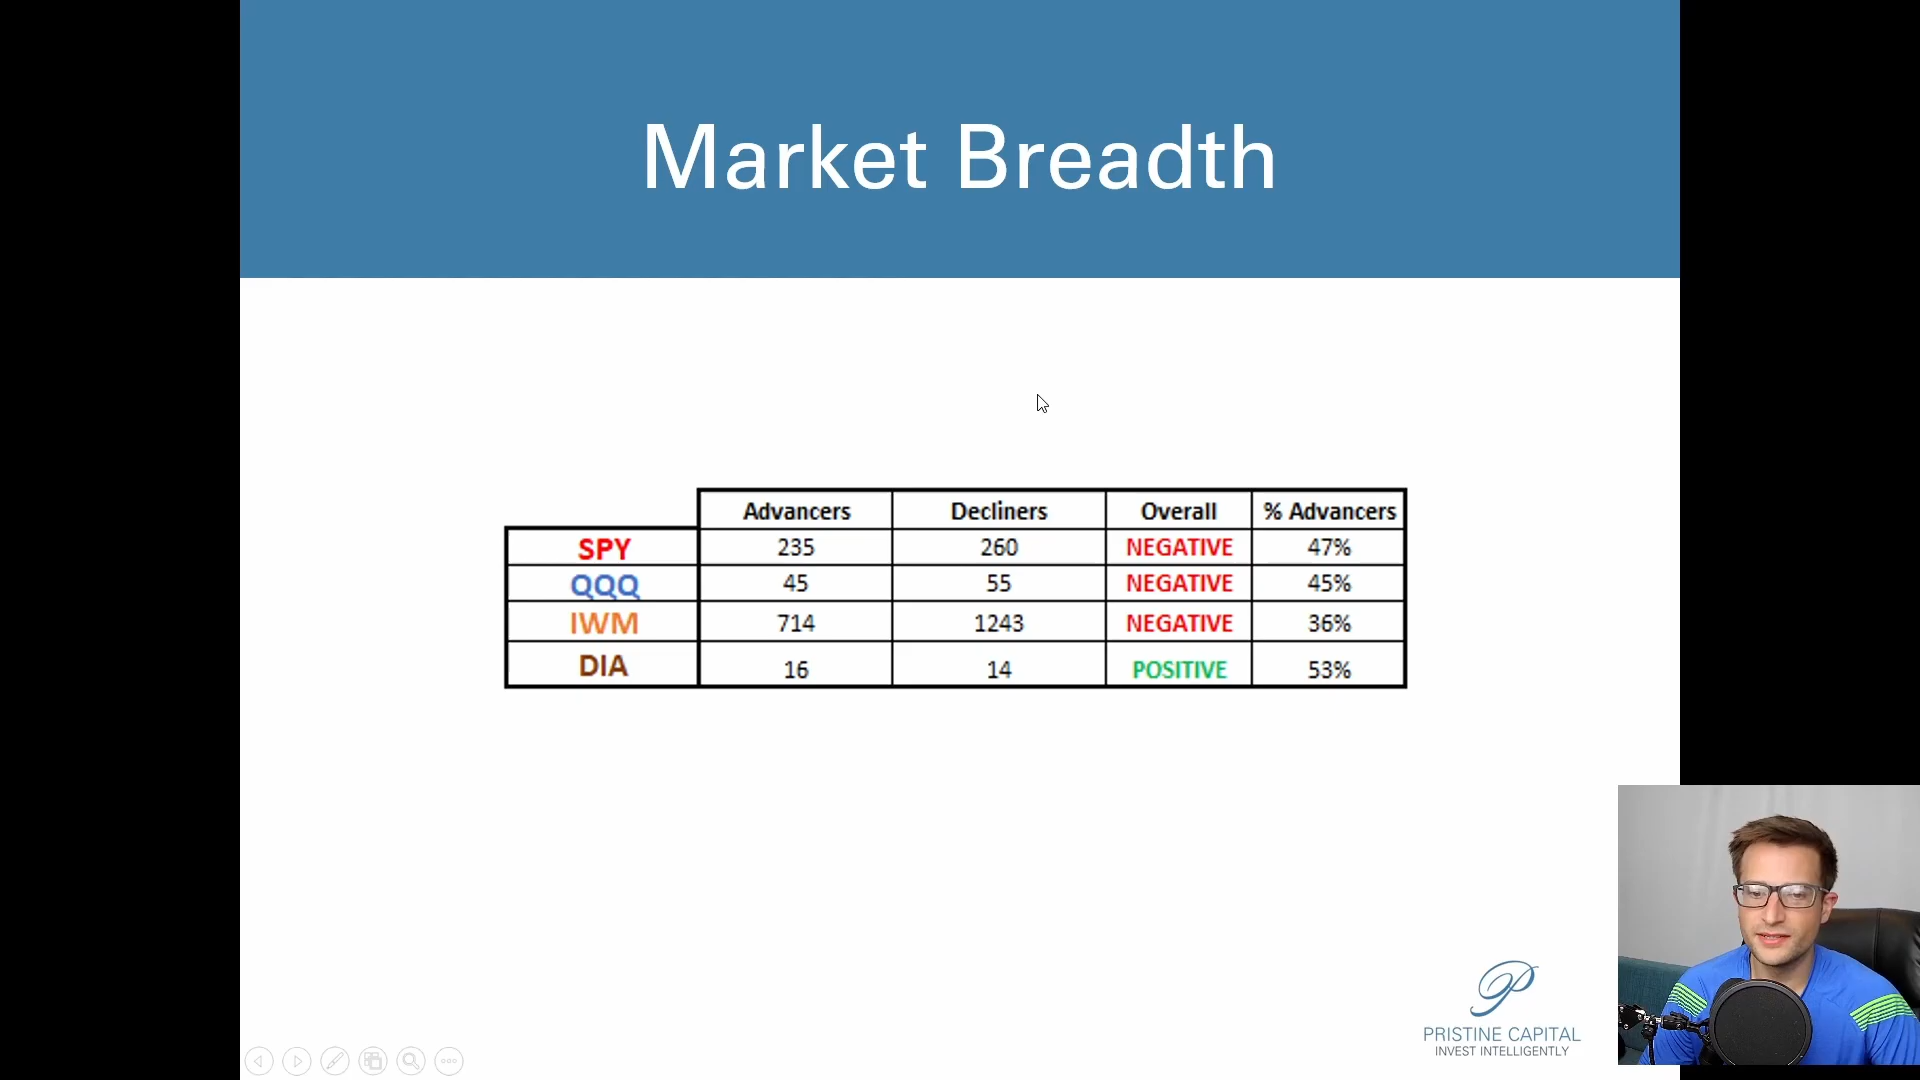 Market Breadth
Advancers Decliners Overall % Advancers
SPY 235 260 NEGATIVE 47%
QQQ 45 55 NEGATIVE 45%
IWM 714 1243 NEGATIVE 36%
DIA 16 14 POSITIVE 53%
PRISTINE CAPITAL
INVEST INTELLIGENTLY